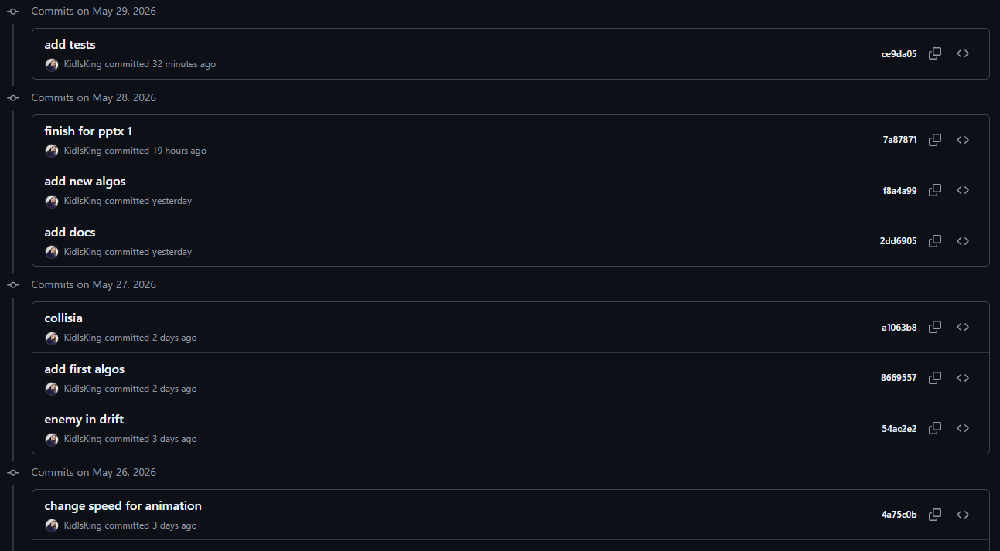 Commits on May 29, 2026
add tests
KidIsKing committed 32 minutes ago
ce9da05
Commits on May 28, 2026
finish for pptx 1
KidIsKing committed 19 hours ago
7a87871
add new algos
KidIsKing committed yesterday
f8a4a99
add docs
KidIsKing committed yesterday
2dd6905
Commits on May 27, 2026
collisia
KidIsKing committed 2 days ago
a1063b8
add first algos
KidIsKing committed 2 days ago
8669557
enemy in drift
KidIsKing committed 3 days ago
54ac2e2
Commits on May 26, 2026
change speed for animation
KidIsKing committed 3 days ago
4a75c0b